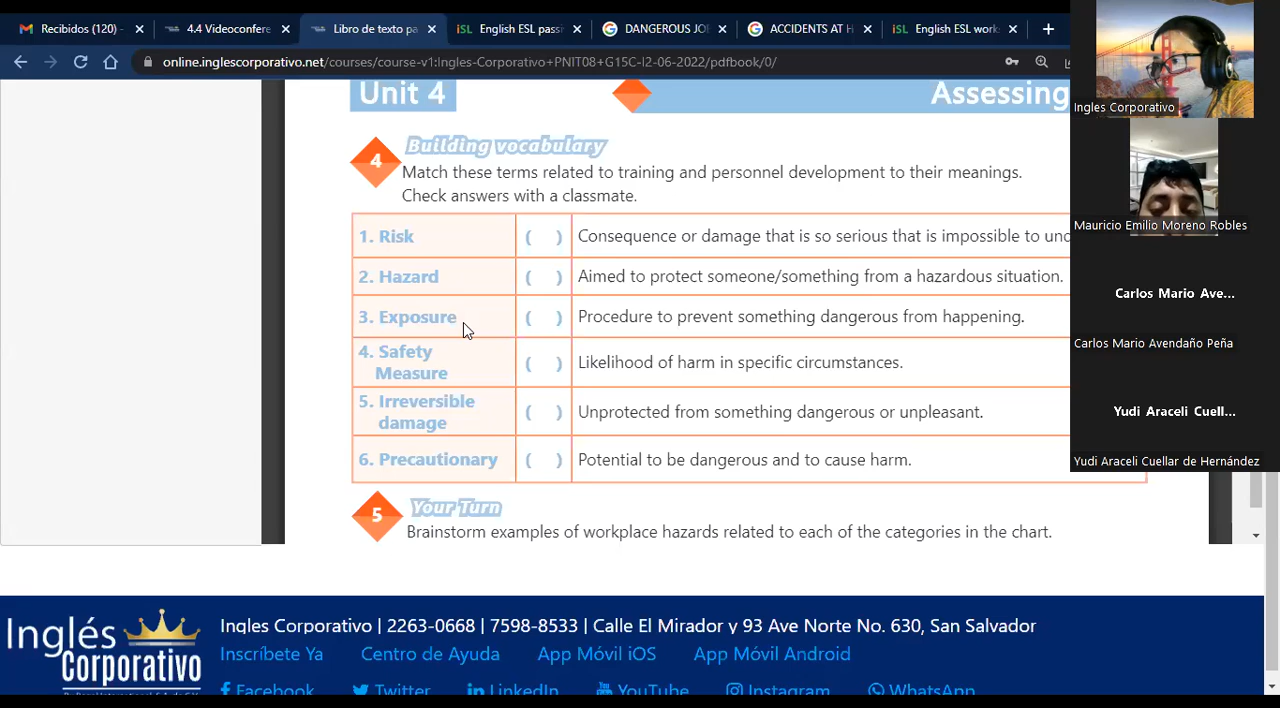 Recibidos (120) -
4.4 Videoconfere
Libro de texto pa
English ESL pass
DANGEROUS JO
ACCIDENTS AT H
English ESL work
online.inglescorporativo.net/courses/course-v1:Ingles-Corporativo+PNIT08+G15C-I2-06-2022/pdfbook/0/
Ingles Corporativo
Mauricio Emilio Moreno Robles
Carlos Mario Ave...
Carlos Mario Avendaño Peña
Yudi Araceli Cuell...
Yudi Araceli Cuellar de Hernández
Unit 4
Assessing
4
Building vocabulary
Match these terms related to training and personnel development to their meanings.
Check answers with a classmate.
1. Risk ( ) Consequence or damage that is so serious that is impossible to und
2. Hazard ( ) Aimed to protect someone/something from a hazardous situation.
3. Exposure ( ) Procedure to prevent something dangerous from happening.
4. Safety
Measure ( ) Likelihood of harm in specific circumstances.
5. Irreversible
damage ( ) Unprotected from something dangerous or unpleasant.
6. Precautionary ( ) Potential to be dangerous and to cause harm.
5
Your Turn
Brainstorm examples of workplace hazards related to each of the categories in the chart.
Inglés
Corporativo
Ingles Corporativo | 2263-0668 | 7598-8533 | Calle El Mirador y 93 Ave Norte No. 630, San Salvador
Inscríbete Ya Centro de Ayuda App Móvil iOS App Móvil Android
Facebook Twitter LinkedIn YouTube Instagram WhatsApp